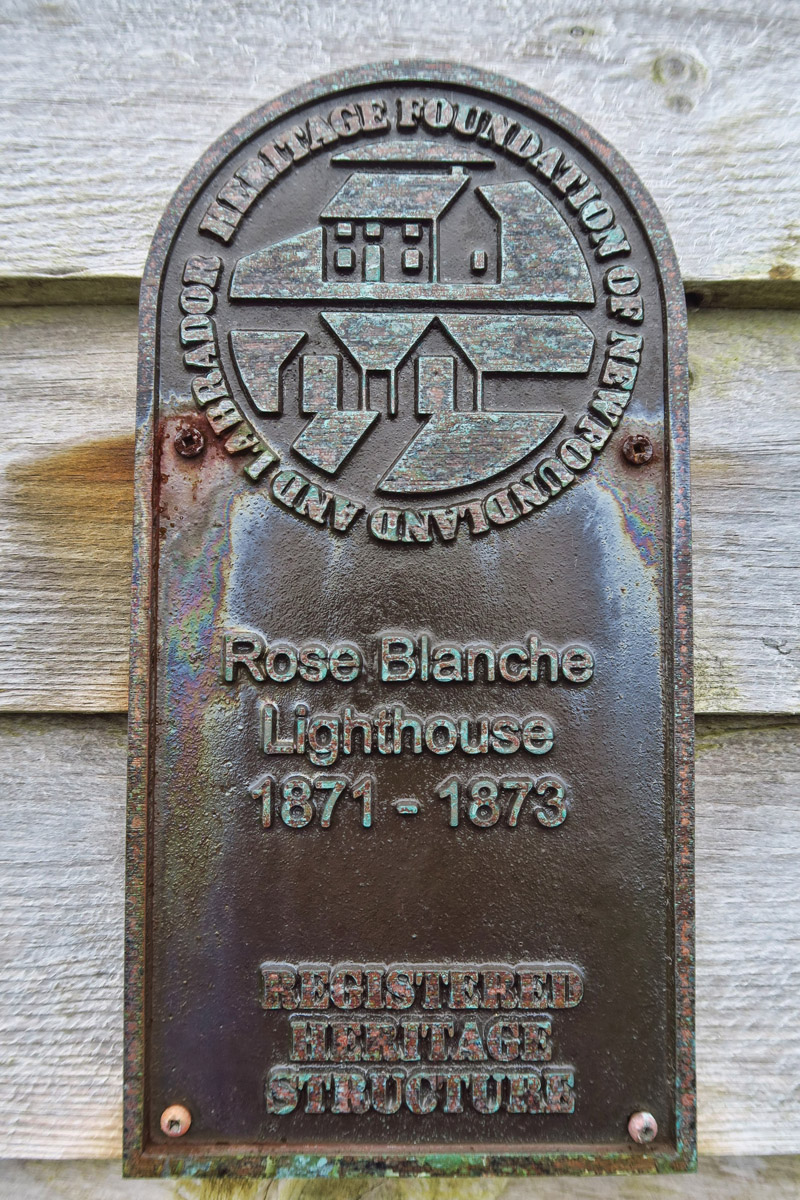 HERITAGE FOUNDATION OF NEWFOUNDLAND AND LABRADOR
Rose Blanche
Lighthouse
1871 - 1873
REGISTERED
HERITAGE
STRUCTURE